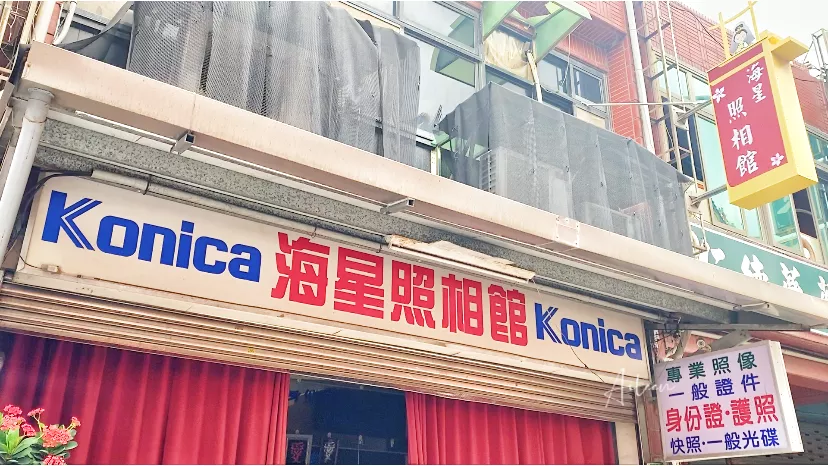 海星
照相館
Konica 海星照相館 Konica
專業照像
一般證件
身份證·護照
快照·一般光碟